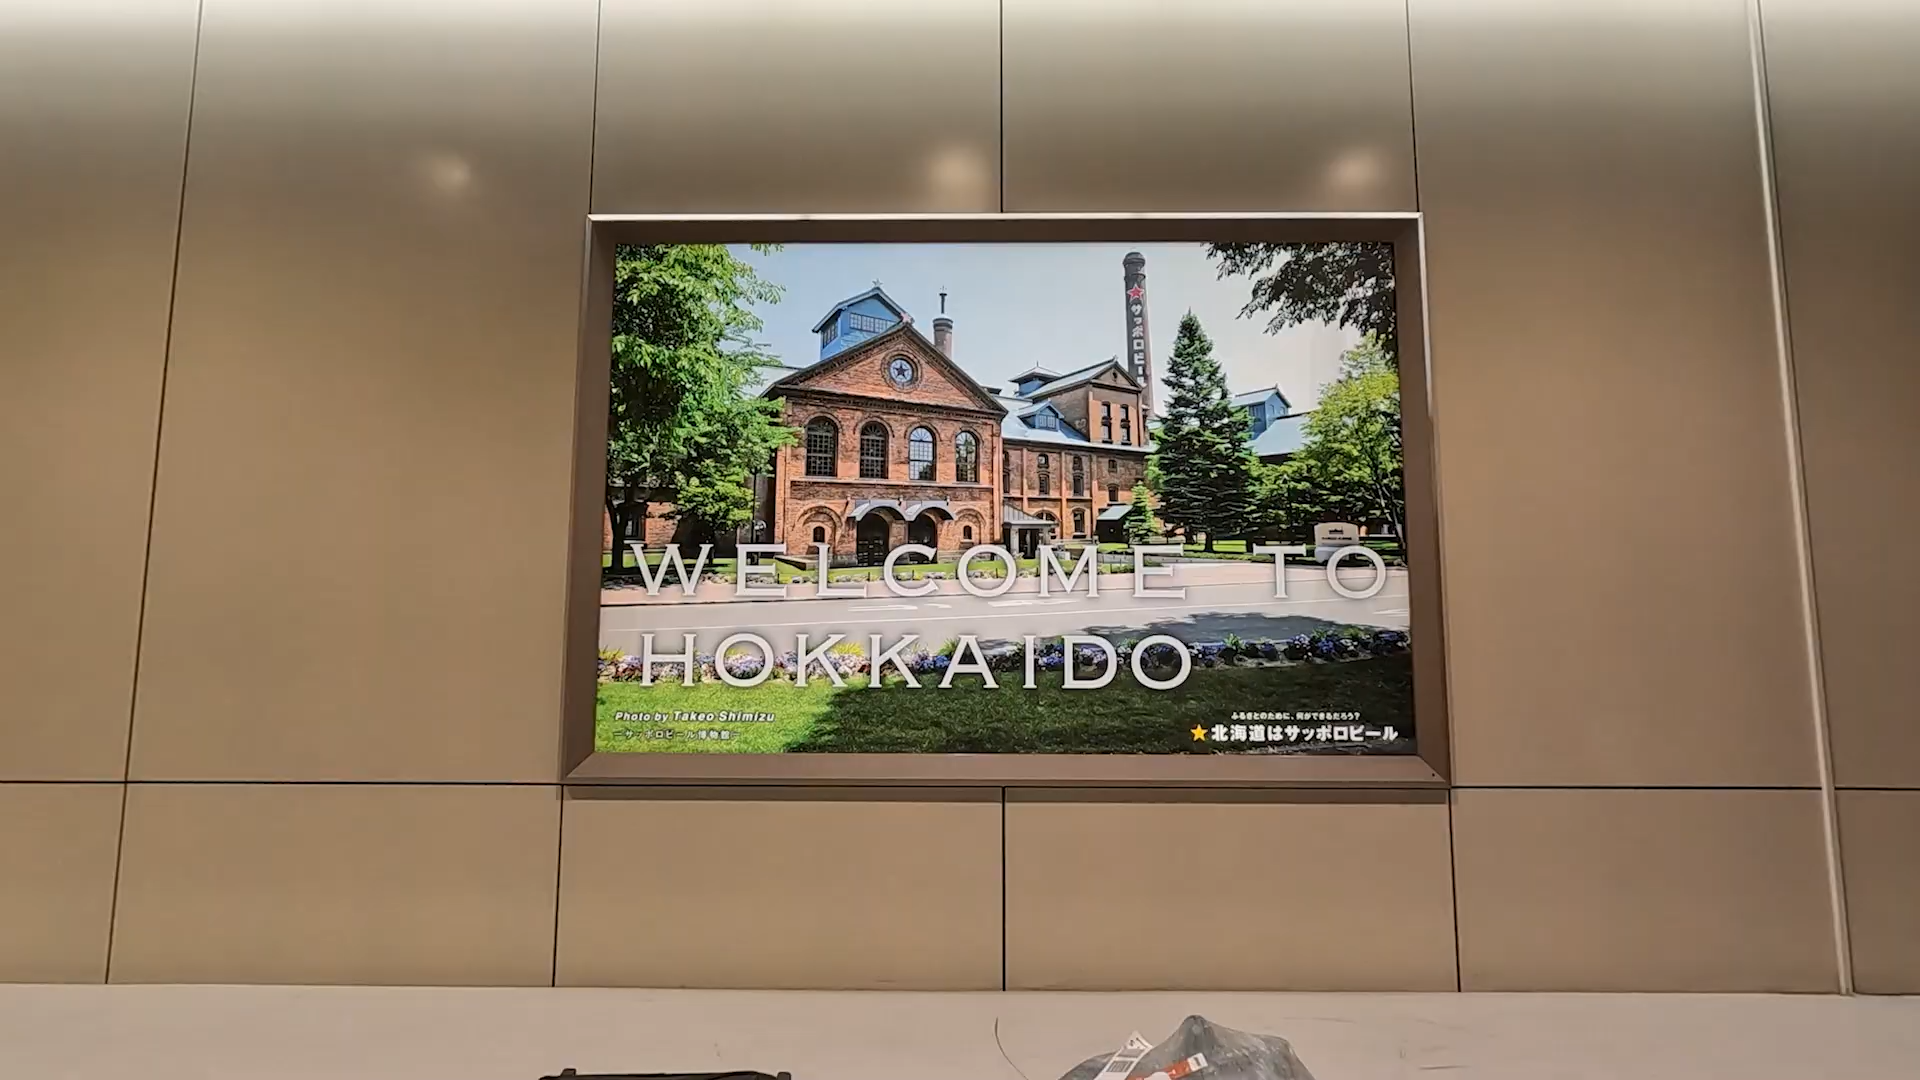 サッポロビール
WELCOME TO
HOKKAIDO
Photo by Takeo Shimizu
―サッポロビール博物館―
ふるさとのために、何ができるだろう?
北海道はサッポロビール